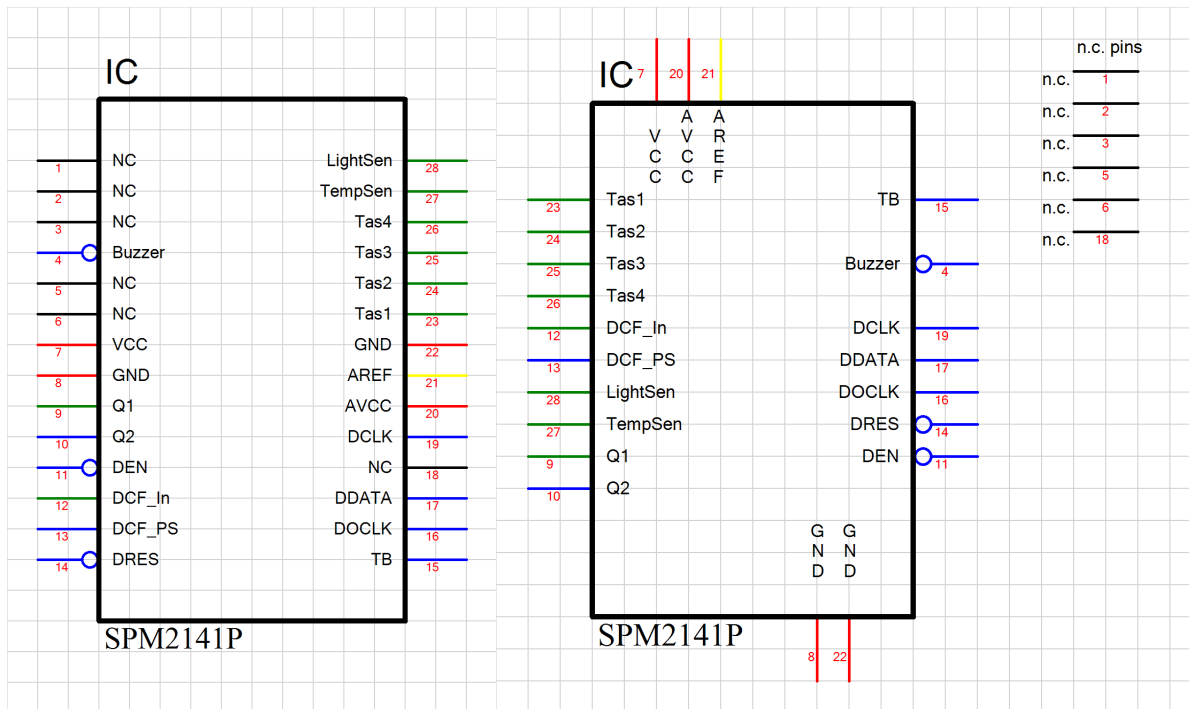 IC
1 NC
2 NC
3 NC
4 Buzzer
5 NC
6 NC
7 VCC
8 GND
9 Q1
10 Q2
11 DEN
12 DCF_In
13 DCF_PS
14 DRES
LightSen 28
TempSen 27
Tas4 26
Tas3 25
Tas2 24
Tas1 23
GND 22
AREF 21
AVCC 20
DCLK 19
NC 18
DDATA 17
DOCLK 16
TB 15
SPM2141P
IC
7 20 21
VCC
AVCC
AREF
23 Tas1
24 Tas2
25 Tas3
26 Tas4
12 DCF_In
13 DCF_PS
28 LightSen
27 TempSen
9 Q1
10 Q2
TB 15
Buzzer 4
DCLK 19
DDATA 17
DOCLK 16
DRES 14
DEN 11
GND
GND
SPM2141P
8 22
n.c. pins
n.c. 1
n.c. 2
n.c. 3
n.c. 5
n.c. 6
n.c. 18